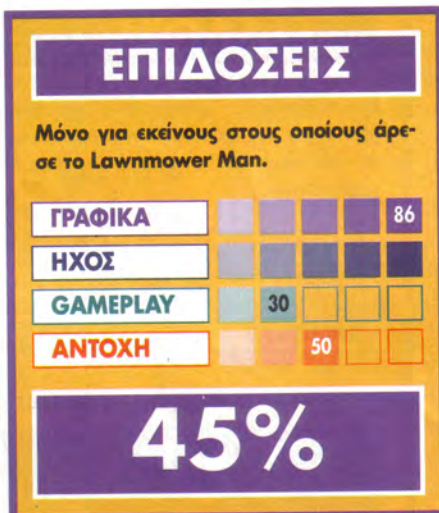 ΕΠΙΔΟΣΕΙΣ
Μόνο για εκείνους στους οποίους άρε-
σε το Lawnmower Man.
ΓΡΑΦΙΚΑ 86
ΗΧΟΣ
GAMEPLAY 30
ΑΝΤΟΧΗ 50
45%